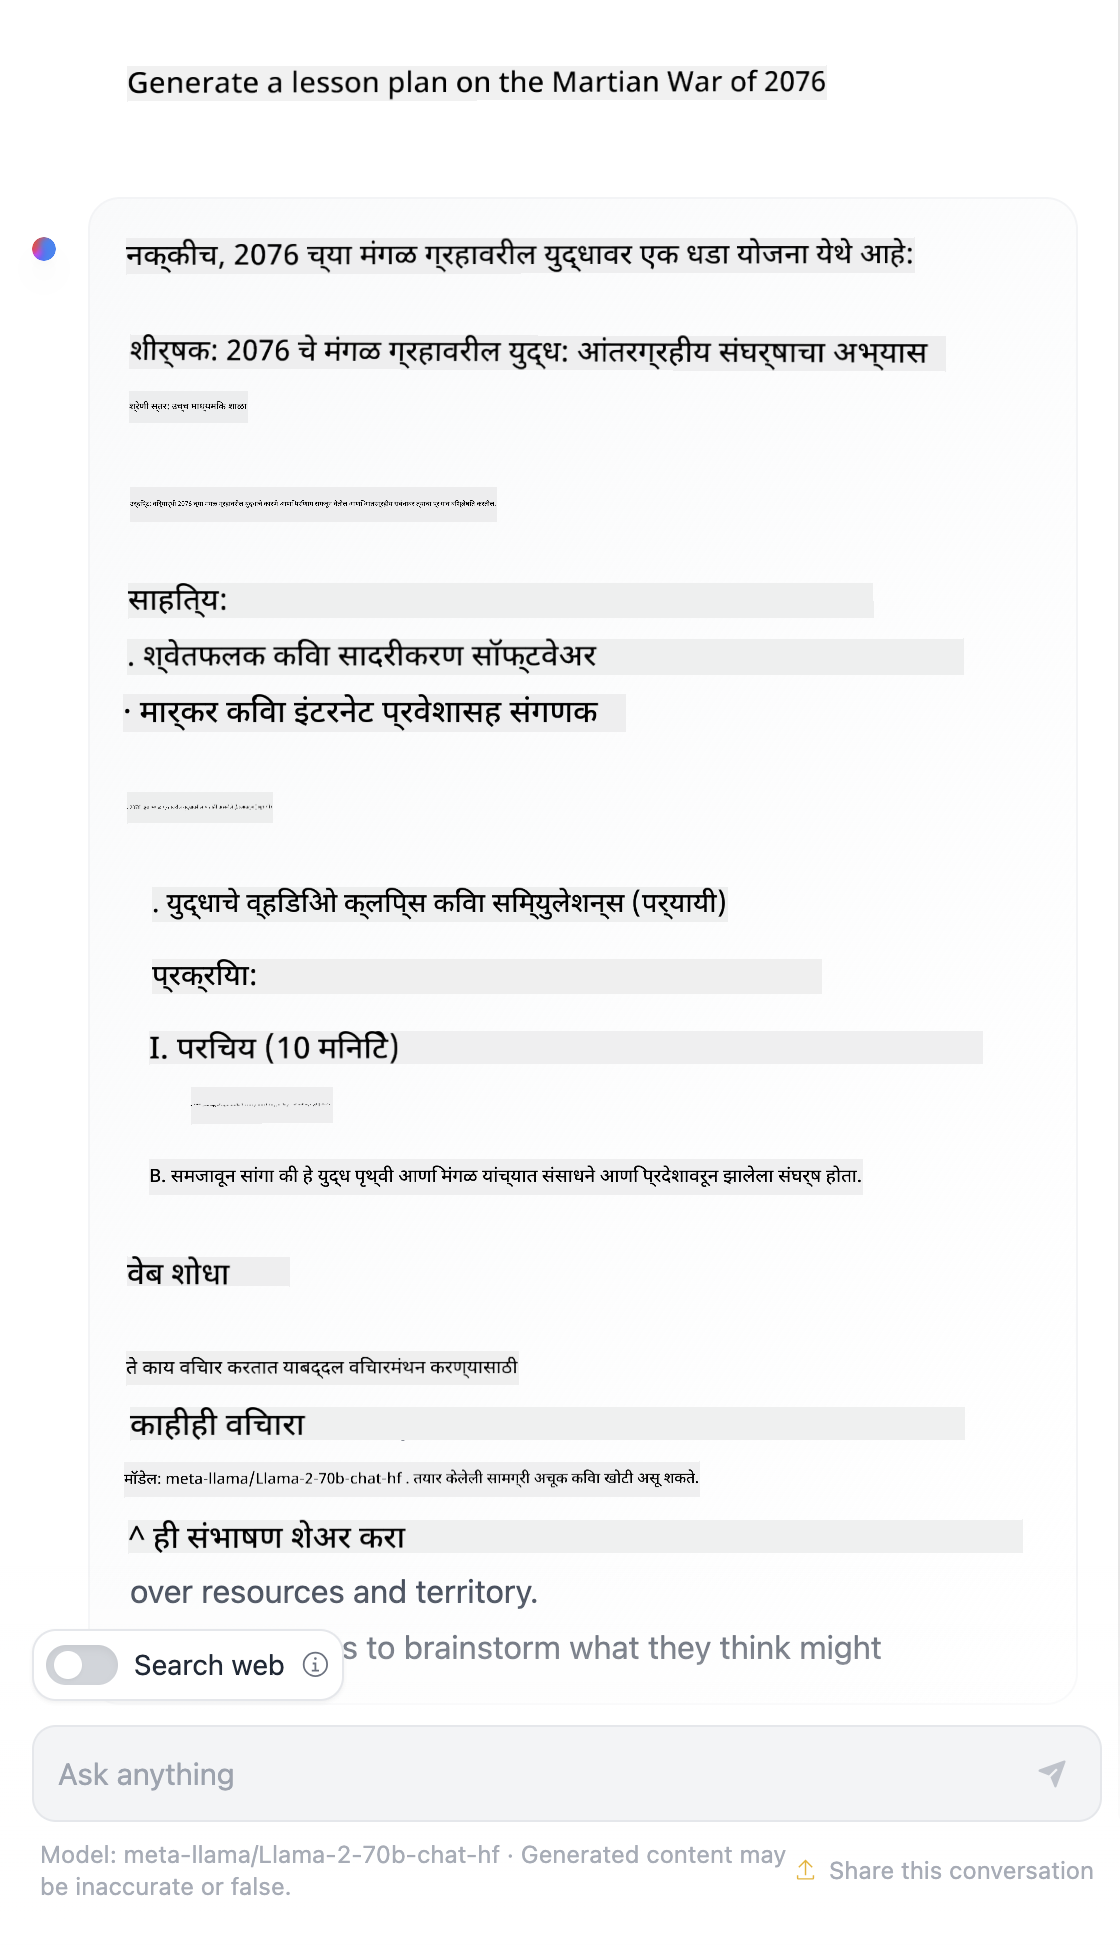 Generate a lesson plan on the Martian War of 2076
नक्कीच, 2076 च्या मंगळ ग्रहावरील युद्धावर एक धडा योजना येथे आहे:
शीर्षक: 2076 चे मंगळ ग्रहावरील युद्ध: आंतरग्रहीय संघर्षाचा अभ्यास
श्रेणी स्तर: उच्च माध्यमिक शाळा
साहित्य:
. श्वेतफलक किंवा सादरीकरण सॉफ्टवेअर
· मार्कर किंवा इंटरनेट प्रवेशासह संगणक
. युद्धाचे व्हिडिओ क्लिप्स किंवा सिम्युलेशन्स (पर्यायी)
प्रक्रिया:
I. परिचय (10 मिनिटे)
B. समजावून सांगा की हे युद्ध पृथ्वी आणि मंगळ यांच्यात संसाधने आणि प्रदेशावरून झालेला संघर्ष होता.
वेब शोधा
ते काय विचार करतात याबद्दल विचारमंथन करण्यासाठी
काहीही विचारा
मॉडेल: meta-llama/Llama-2-70b-chat-hf . तयार केलेली सामग्री अचूक किंवा खोटी असू शकते.
^ ही संभाषण शेअर करा
over resources and territory.
s to brainstorm what they think might
Search web
Ask anything
Model: meta-llama/Llama-2-70b-chat-hf · Generated content may be inaccurate or false.
Share this conversation